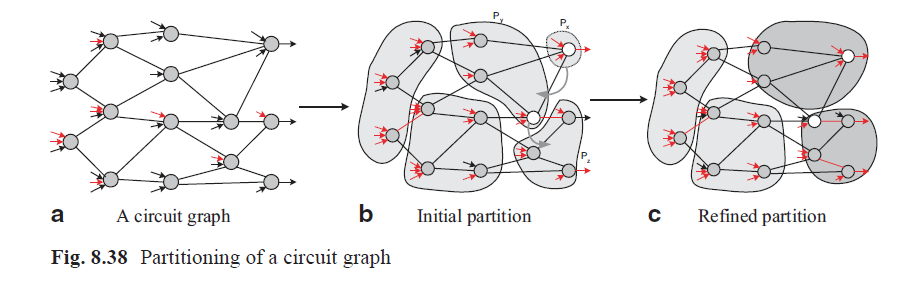 Py
Px
Pz
a A circuit graph b Initial partition c Refined partition
Fig. 8.38 Partitioning of a circuit graph